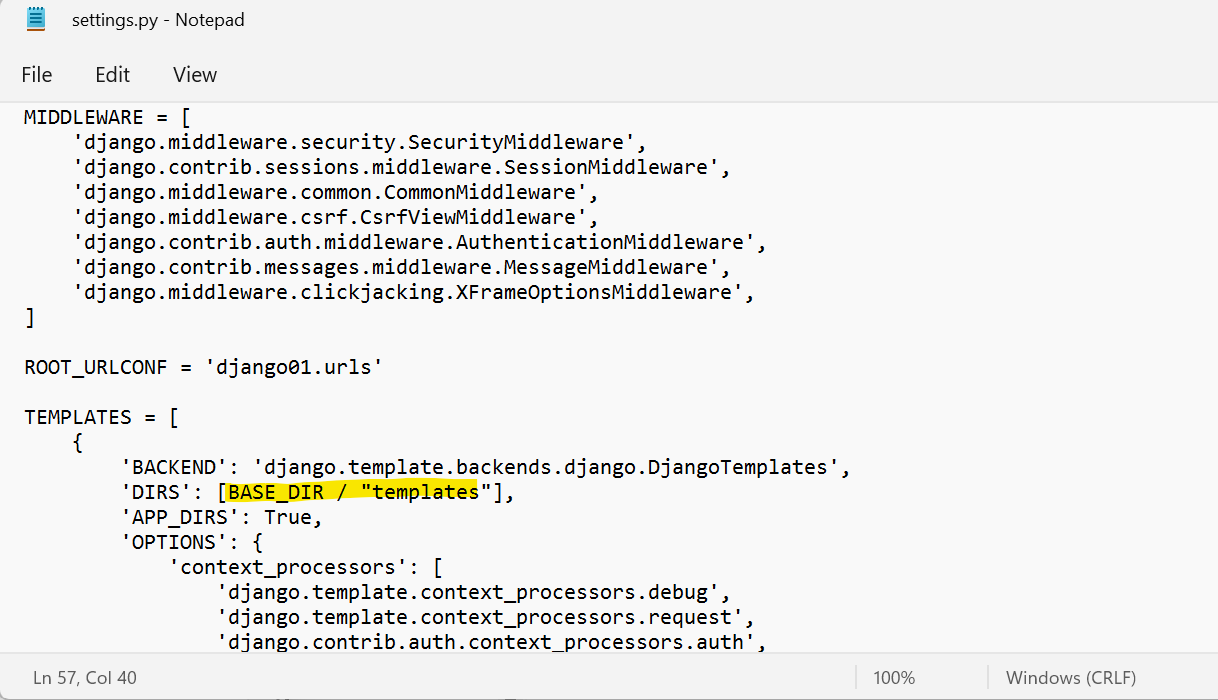 settings.py - Notepad
File Edit View
MIDDLEWARE = [
    'django.middleware.security.SecurityMiddleware',
    'django.contrib.sessions.middleware.SessionMiddleware',
    'django.middleware.common.CommonMiddleware',
    'django.middleware.csrf.CsrfViewMiddleware',
    'django.contrib.auth.middleware.AuthenticationMiddleware',
    'django.contrib.messages.middleware.MessageMiddleware',
    'django.middleware.clickjacking.XFrameOptionsMiddleware',
]
ROOT_URLCONF = 'django01.urls'
TEMPLATES = [
    {
        'BACKEND': 'django.template.backends.django.DjangoTemplates',
        'DIRS': [BASE_DIR / "templates"],
        'APP_DIRS': True,
        'OPTIONS': {
            'context_processors': [
                'django.template.context_processors.debug',
                'django.template.context_processors.request',
                'django.contrib.auth.context_processors.auth',
Ln 57, Col 40 100% Windows (CRLF)